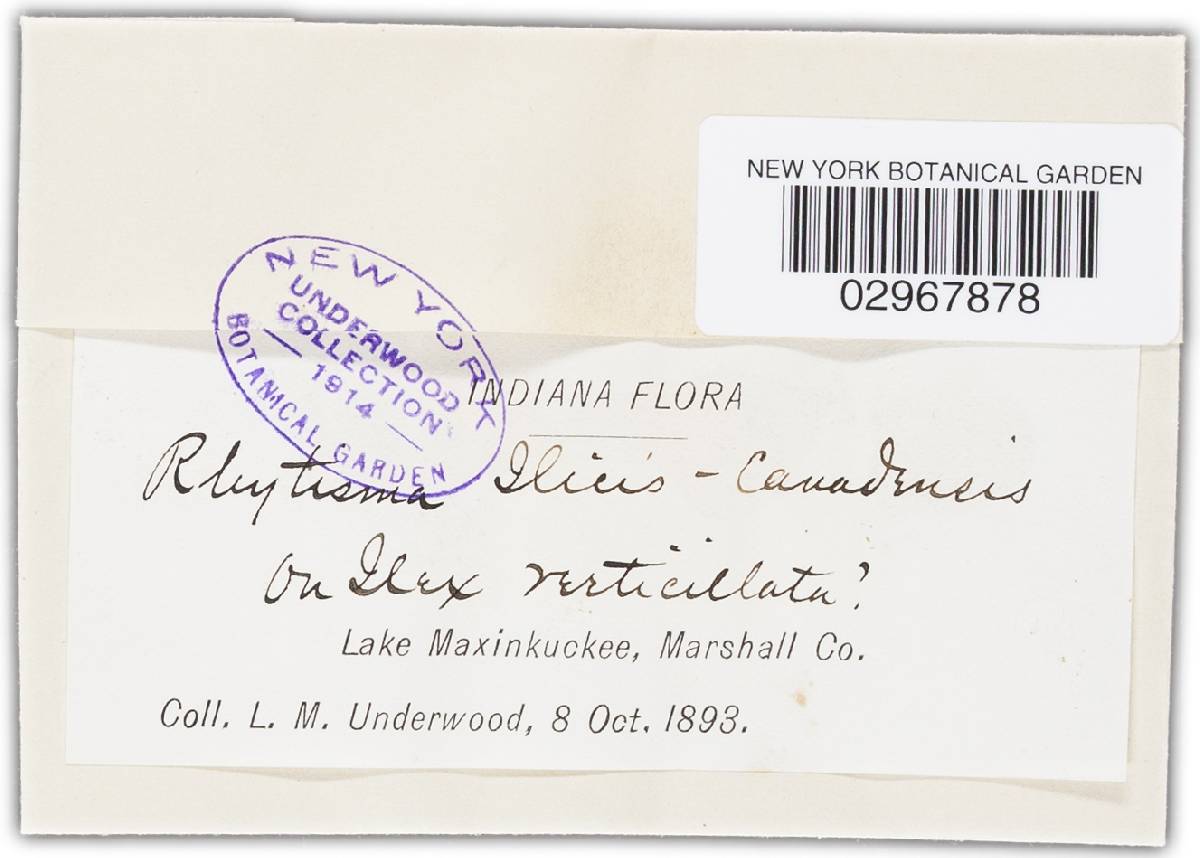 NEW YORK BOTANICAL GARDEN
02967878
NEW YORK
UNDERWOOD
COLLECTION
1914
BOTANICAL GARDEN
INDIANA FLORA
Rhytisma Ilicis - Canadensis
on Ilex verticillata?
Lake Maxinkuckee, Marshall Co.
Coll. L. M. Underwood, 8 Oct. 1893.